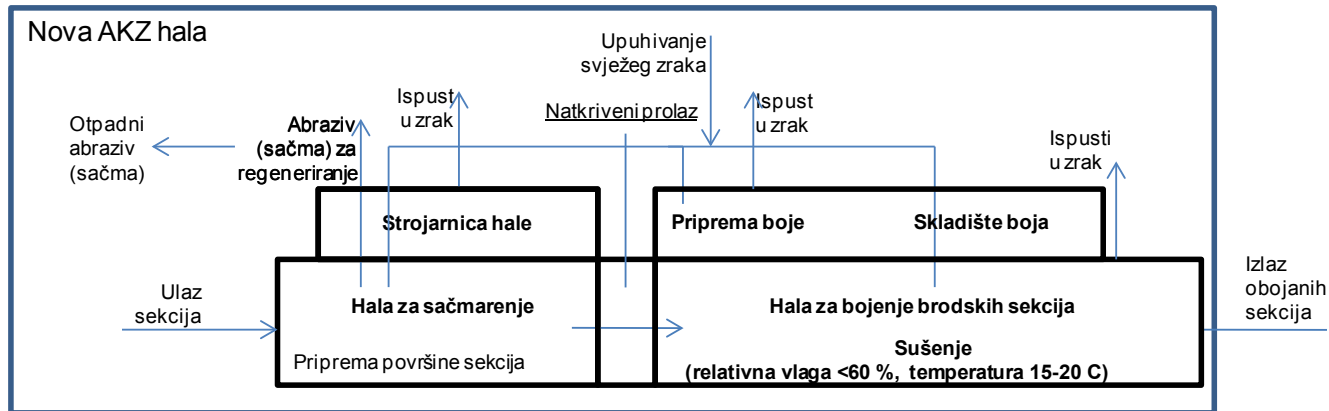 Nova AKZ hala
Upuhivanje
svježeg zraka
Ispust
u zrak
Natkriveni prolaz
Ispust
u zrak
Otpadni
abraziv
(sačma)
Abraziv
(sačma) za
regeneriranje
Ispusti
u zrak
Strojarnica hale
Priprema boje
Skladište boja
Ulaz
sekcija
Hala za sačmarenje
Hala za bojenje brodskih sekcija
Izlaz
obojanih
sekcija
Priprema površine sekcija
Sušenje
(relativna vlaga <60 %, temperatura 15-20 C)